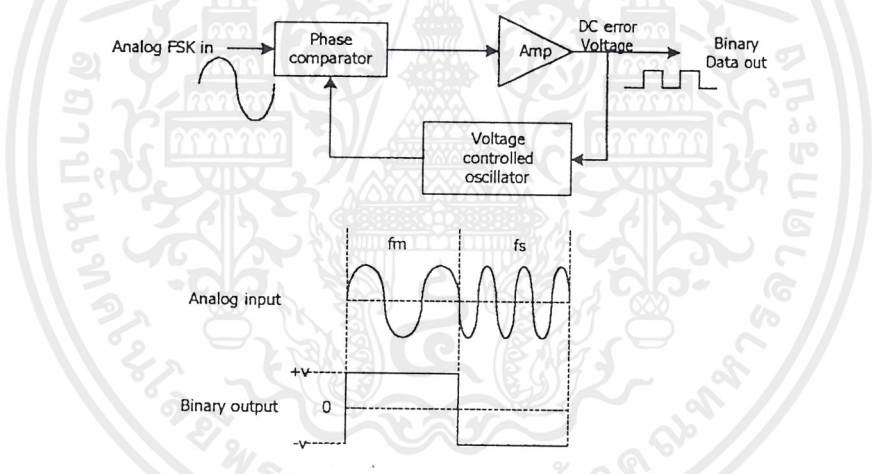 Analog FSK in
Phase
comparator
Amp
DC error
Voltage
Binary
Data out
Voltage
controlled
oscillator
fm
fs
Analog input
+v
Binary output
0
-v